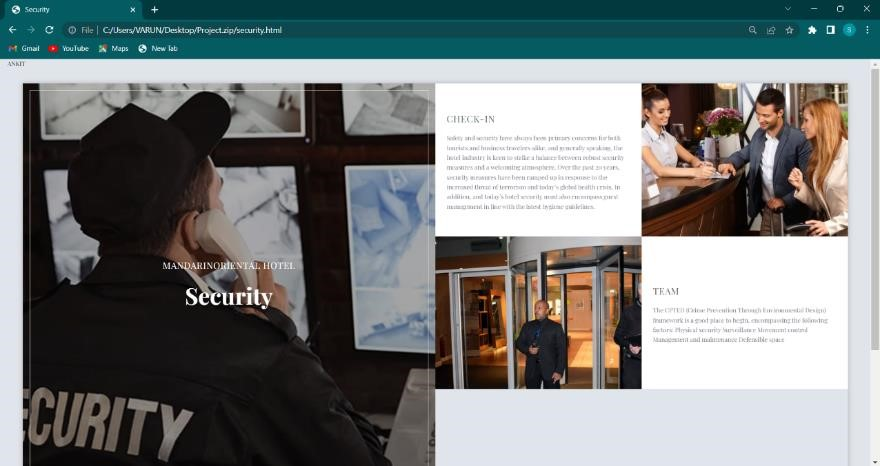 Security
File
C:/Users/VARUN/Desktop/Project.zip/security.html
S
Gmail
YouTube
Maps
New Tab
ANKIT
MANDARINORIENTAL HOTEL
Security
CURITY
CHECK-IN
Safety and security have always been primary concerns for both
tourists and business travelers alike, and generally speaking, the
hotel industry is keen to strike a balance between robust security
measures and a welcoming atmosphere. Over the past 20 years,
security measures have been ramped up in response to the
increased threat of terrorism and today's global health crisis. In
addition, and today's hotel security must also encompass guest
management in line with the latest hygiene guidelines.
TEAM
The CPTED (Crime Prevention Through Environmental Design)
framework is a good place to begin, encompassing the following
factors: Physical security Surveillance Movement control
Management and maintenance Defensible space